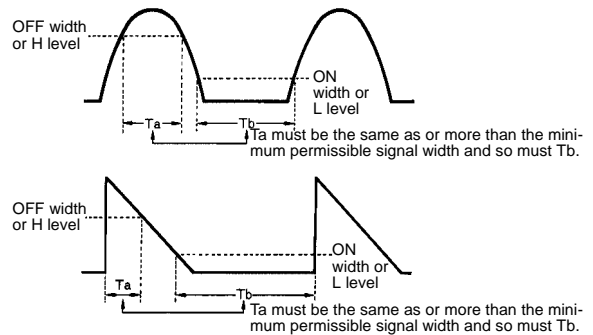 OFF width
or H level
ON
width or
L level
Ta
Tb
Ta must be the same as or more than the mini-
mum permissible signal width and so must Tb.
OFF width
or H level
ON
width or
L level
Ta
Tb
Ta must be the same as or more than the mini-
mum permissible signal width and so must Tb.